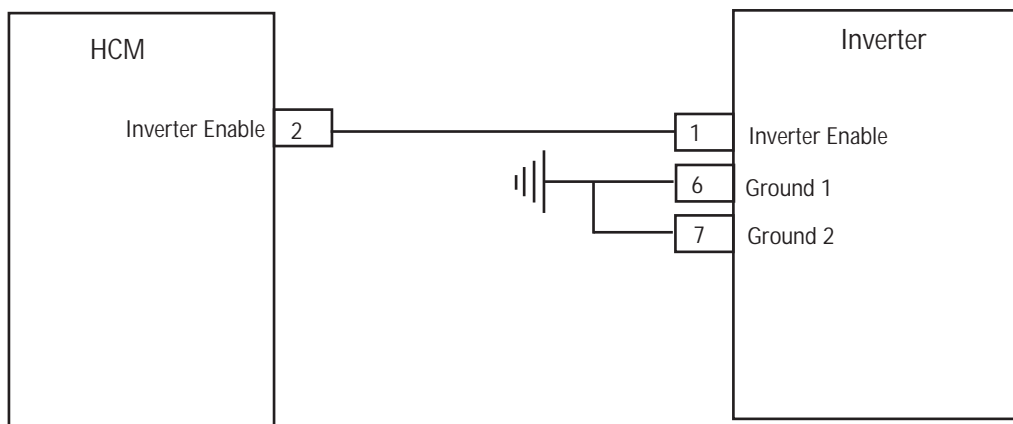 HCM
Inverter
Inverter Enable 2
1 Inverter Enable
6 Ground 1
7 Ground 2